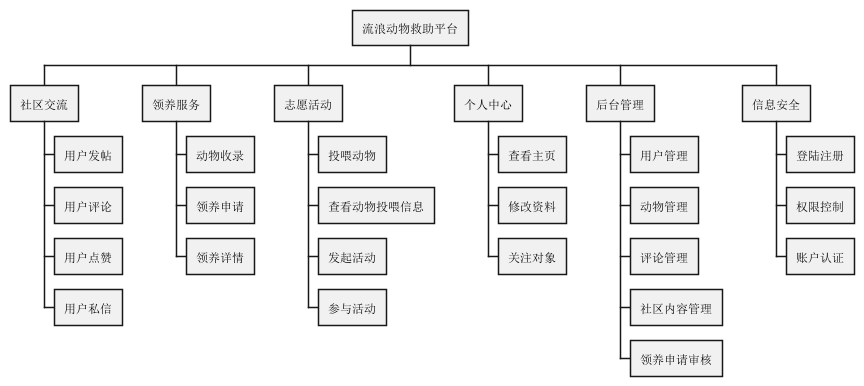 流浪动物救助平台
社区交流
用户发帖
用户评论
用户点赞
用户私信
领养服务
动物收录
领养申请
领养详情
志愿活动
投喂动物
查看动物投喂信息
发起活动
参与活动
个人中心
查看主页
修改资料
关注对象
后台管理
用户管理
动物管理
评论管理
社区内容管理
领养申请审核
信息安全
登陆注册
权限控制
账户认证